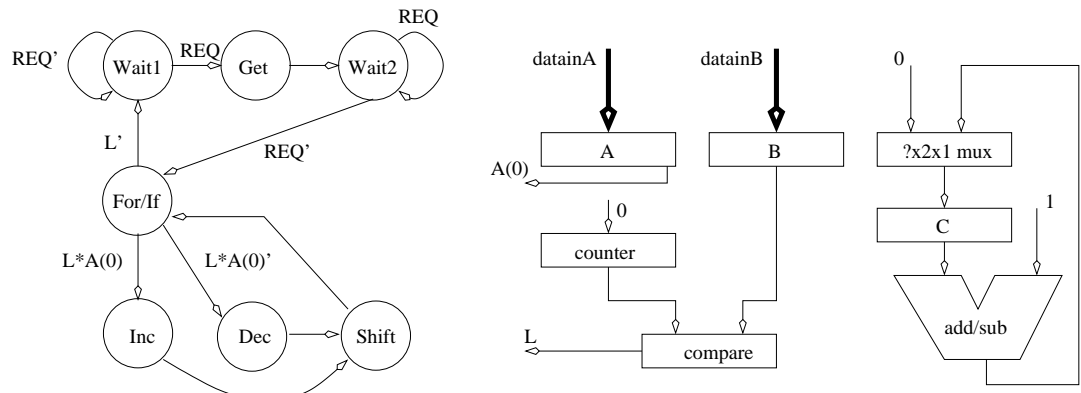 REQ
REQ'
REQ
Wait1
Get
Wait2
L'
REQ'
For/If
L*A(0)
L*A(0)'
Inc
Dec
Shift
datainA
datainB
0
A
B
?x2x1 mux
A(0)
0
1
counter
C
L
compare
add/sub